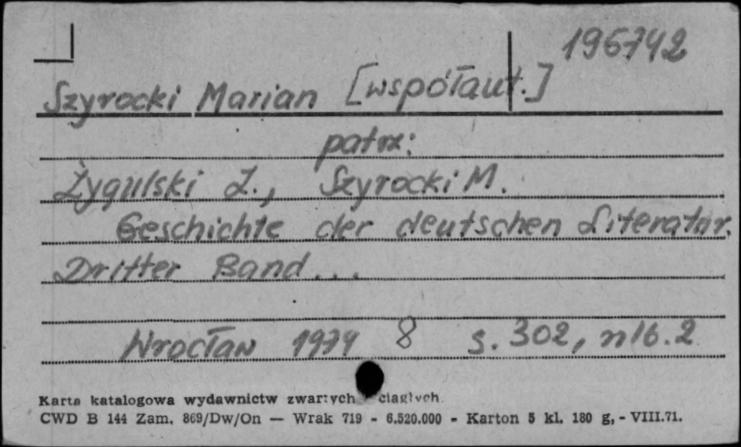 196742
Szyrocki Marian [współaut.]
patrz:
Żygulski Z., Szyrocki M.
Geschichte der deutschen Literatur.
Dritter Band...
Wrocław 1974 8 s. 302, nlb. 2
Karta katalogowa wydawnictw zwartych ciągłych
CWD B 144 Zam. 869/Dw/On — Wrak 719 - 6.520.000 - Karton 5 kl. 180 g, - VIII.71.